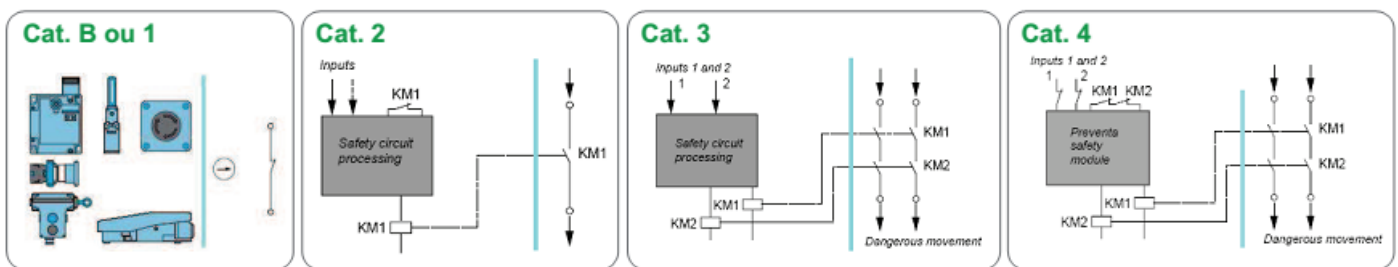 Cat. B ou 1
Cat. 2
Inputs
KM1
Safety circuit
processing
KM1
KM1
Cat. 3
Inputs 1 and 2
1 2
Safety circuit
processing
KM1
KM2
KM1
KM2
Dangerous movement
Cat. 4
Inputs 1 and 2
1 2
KM1 KM2
Preventa
safety
module
KM1
KM2
KM1
KM2
Dangerous movement